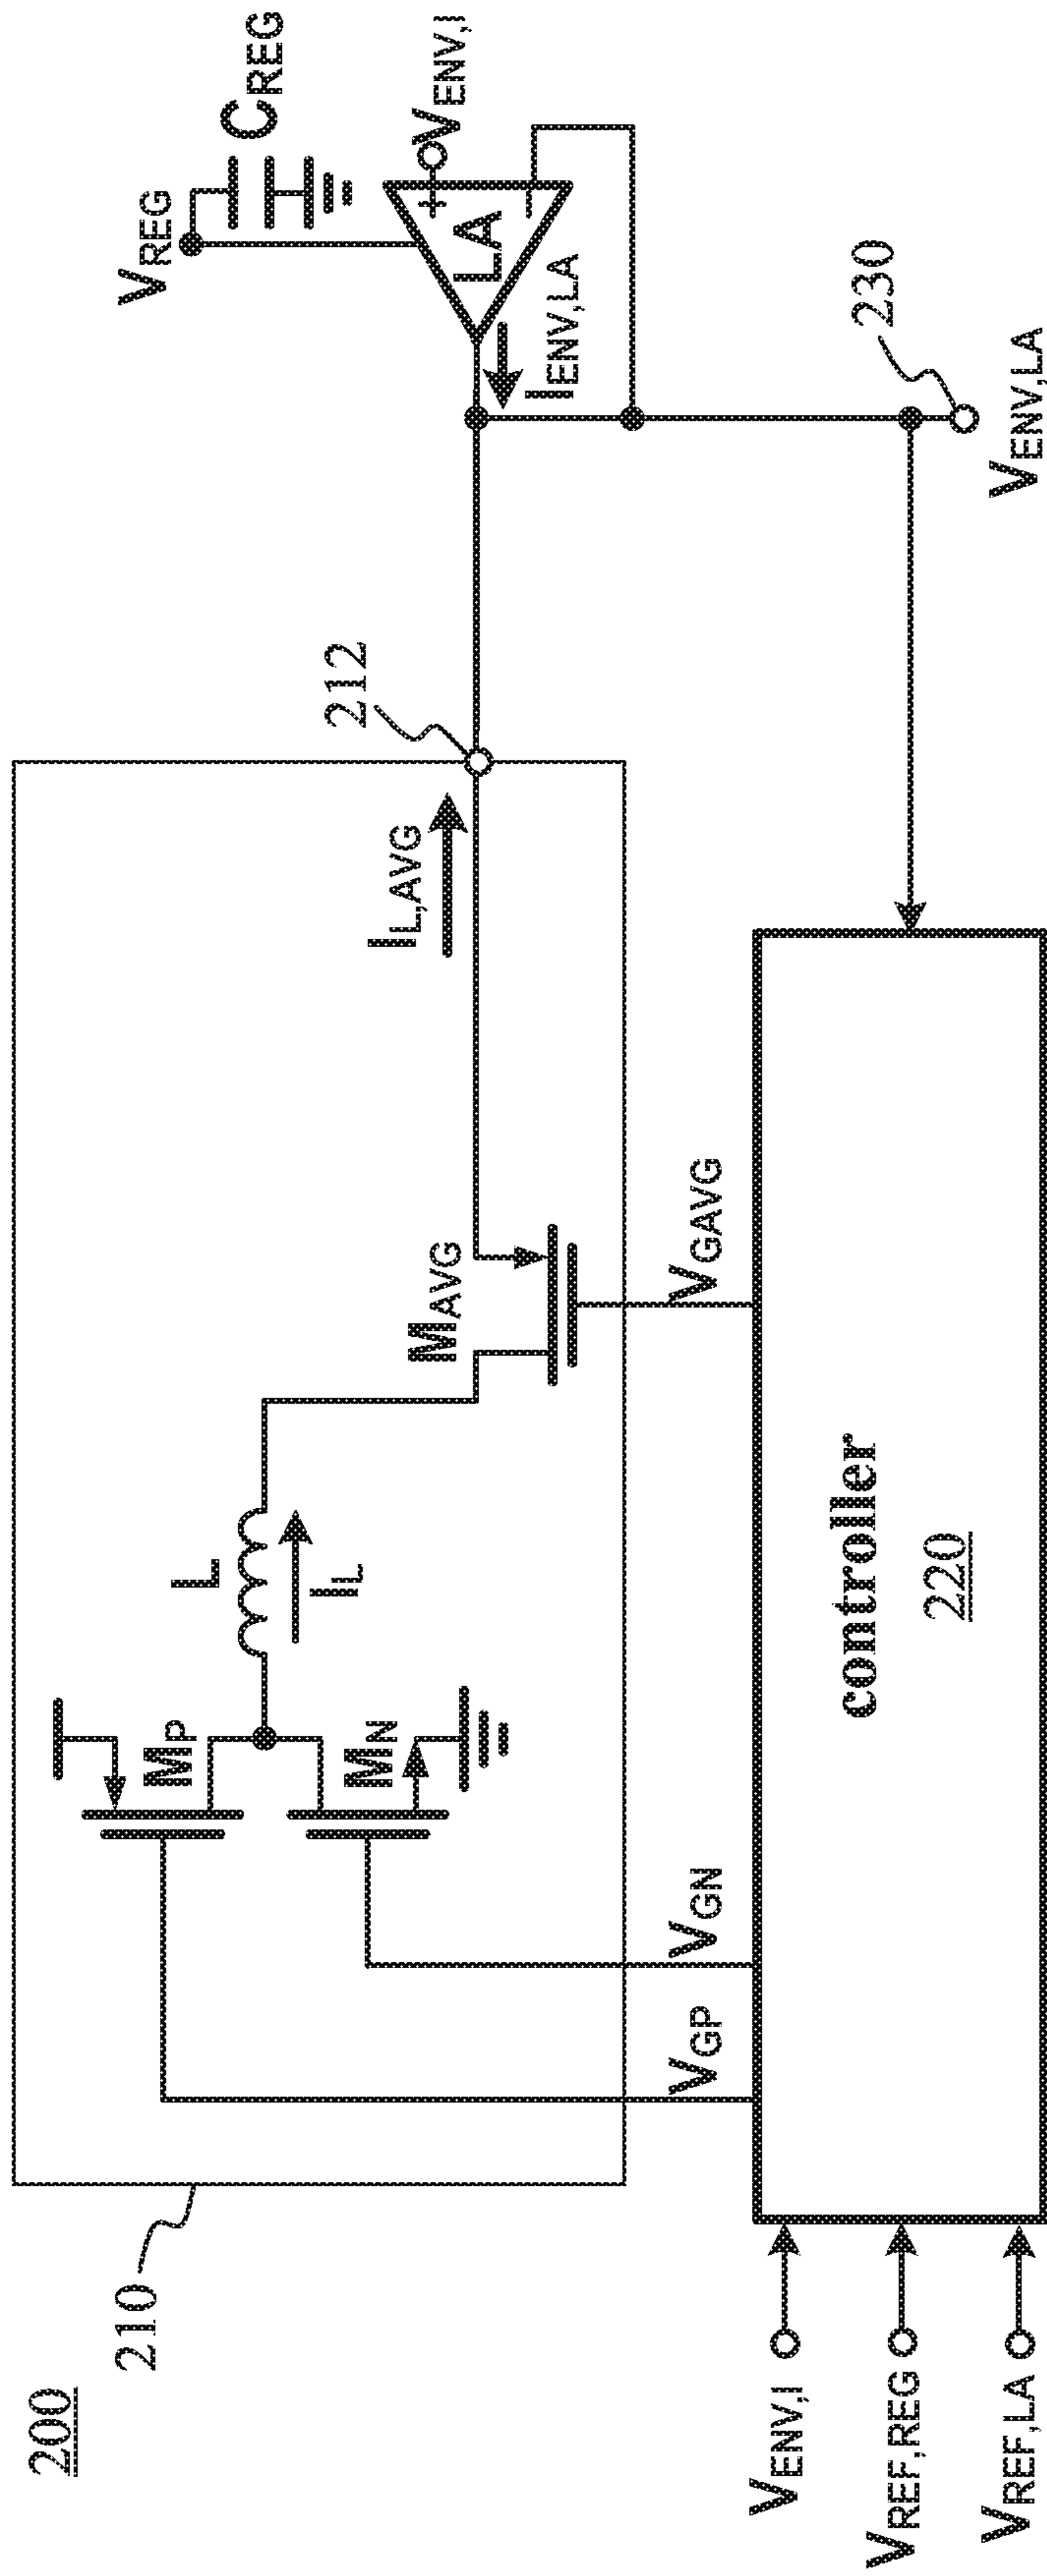 200
210
MP
MN
L
IL
MAVG
IL,AVG
212
VREG
CREG
LA
+
−
VENV,I
IENV,LA
VGP
VGN
VGAVG
230
VENV,LA
VENV,I
VREF,REG
VREF,LA
controller
220